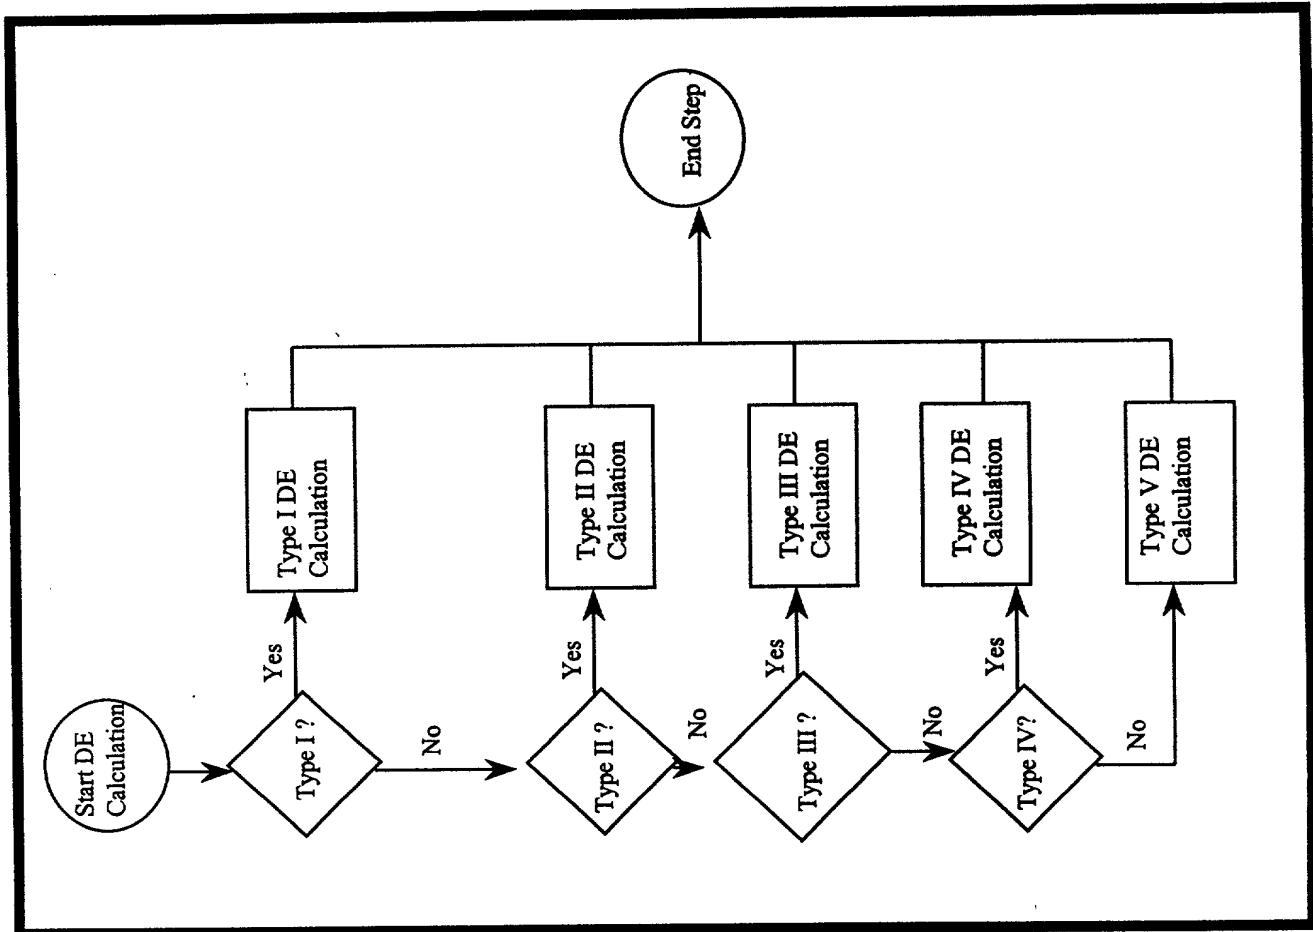 Start DE
Calculation
Type I ?
Yes
No
Type I DE
Calculation
Type II ?
Yes
No
Type II DE
Calculation
Type III ?
Yes
No
Type III DE
Calculation
Type IV?
Yes
No
Type IV DE
Calculation
Type V DE
Calculation
End Step